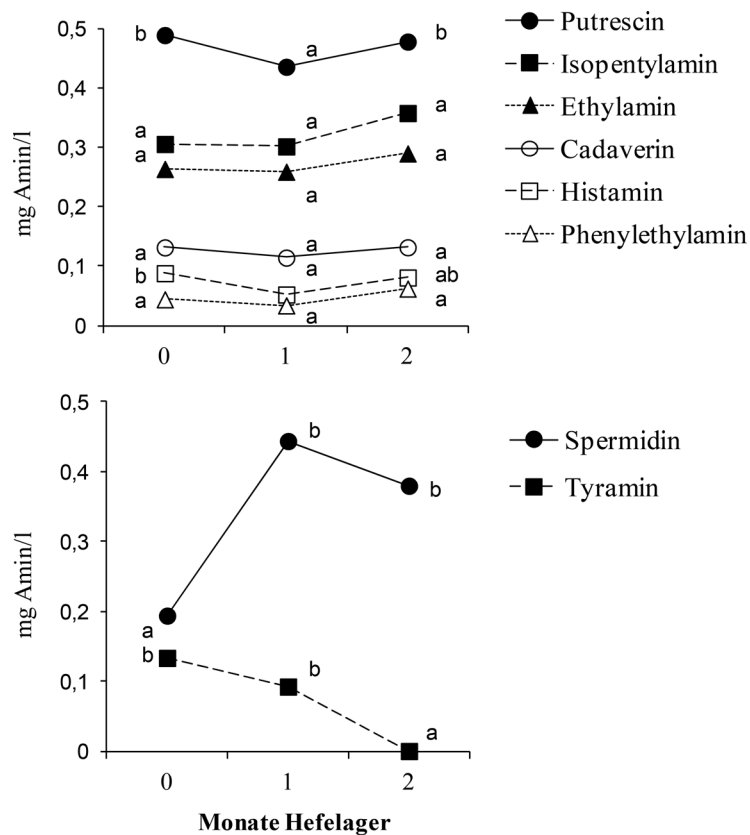 0,5
0,4
0,3
0,2
0,1
0
mg Amin/l
b a b
a a a
a a a
a a a
b a ab
a a a
0 1 2
Putrescin
Isopentylamin
Ethylamin
Cadaverin
Histamin
Phenylethylamin
0,5
0,4
0,3
0,2
0,1
0
mg Amin/l
a b b
b b a
0 1 2
Monate Hefelager
Spermidin
Tyramin